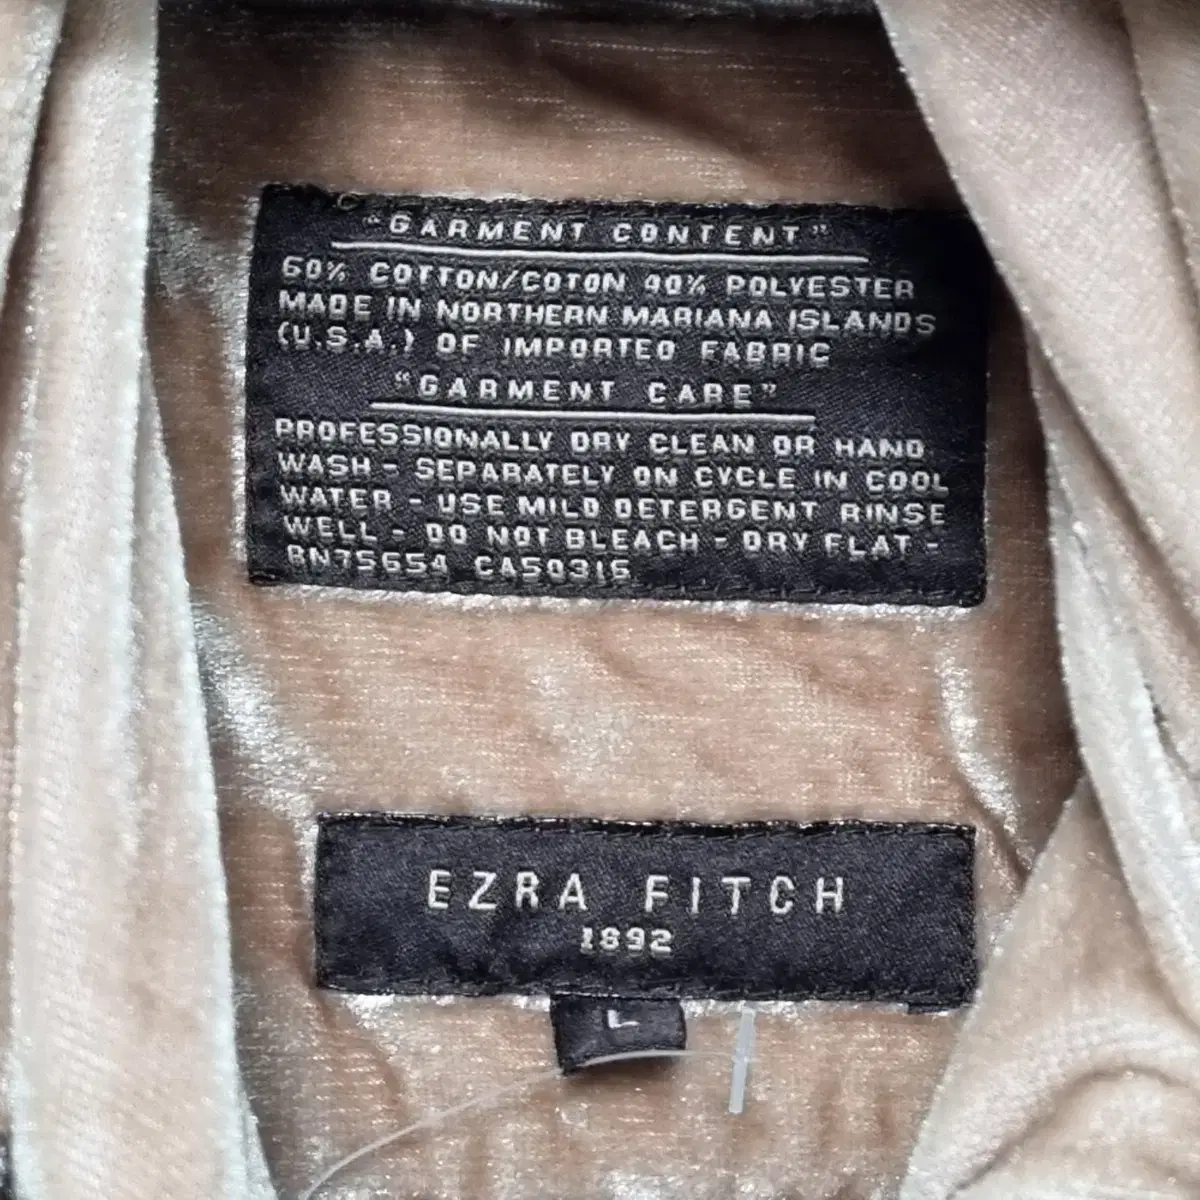 "GARMENT CONTENT"
60% COTTON/COTON 40% POLYESTER
MADE IN NORTHERN MARIANA ISLANDS
(U.S.A.) OF IMPORTED FABRIC
"GARMENT CARE"
PROFESSIONALLY DRY CLEAN OR HAND
WASH - SEPARATELY ON CYCLE IN COOL
WATER - USE MILD DETERGENT RINSE
WELL - DO NOT BLEACH - DRY FLAT -
RN75654 CA50316
EZRA FITCH
1892
L